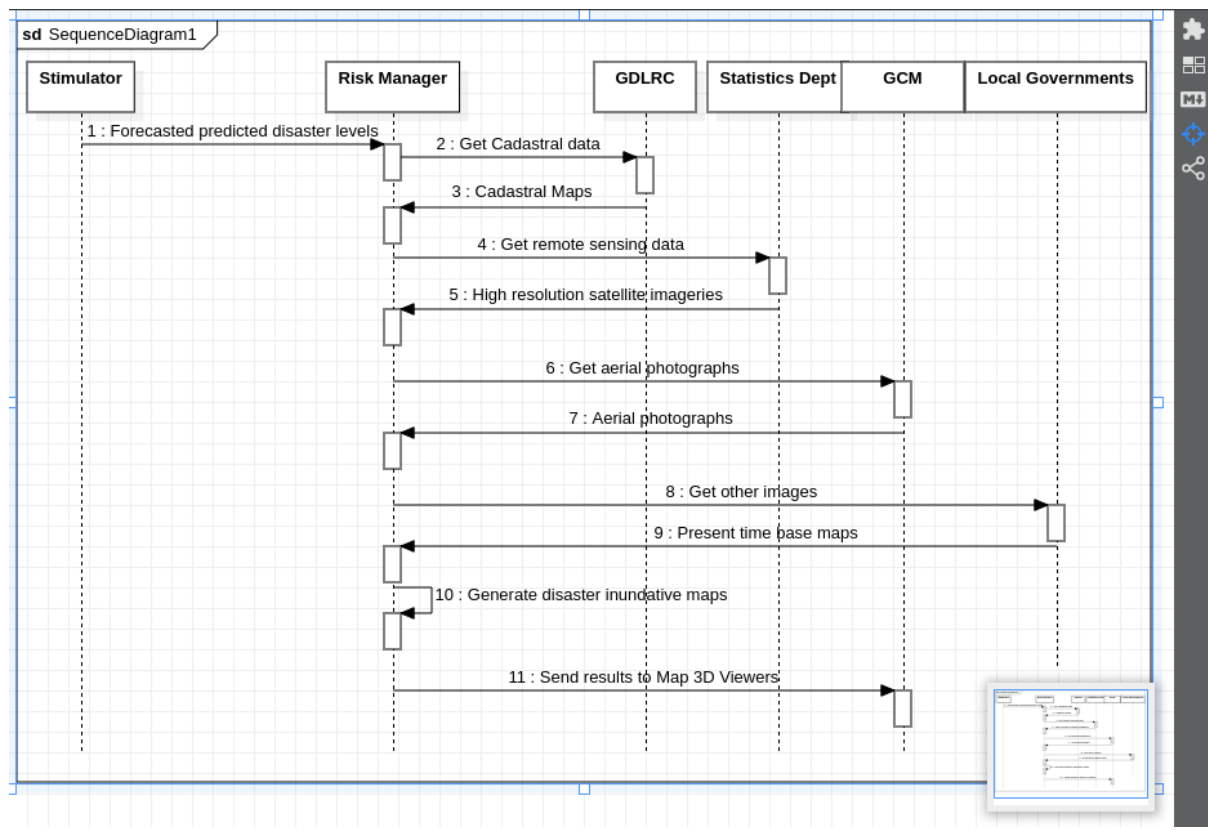 sd SequenceDiagram1
Stimulator
Risk Manager
GDLRC
Statistics Dept
GCM
Local Governments
1 : Forecasted predicted disaster levels
2 : Get Cadastral data
3 : Cadastral Maps
4 : Get remote sensing data
5 : High resolution satellite imageries
6 : Get aerial photographs
7 : Aerial photographs
8 : Get other images
9 : Present time base maps
10 : Generate disaster inundative maps
11 : Send results to Map 3D Viewers
M